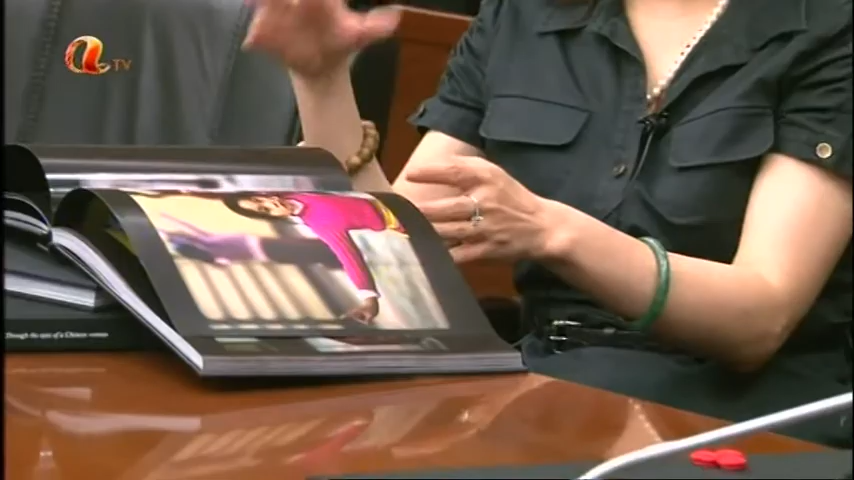 TV
Through the eyes of a Chinese woman